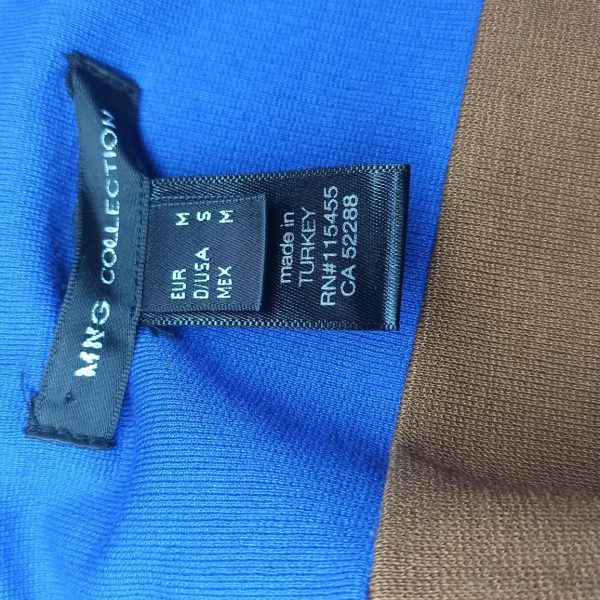 MNG COLLECTION
EUR M
D/USA S
MEX M
made in
TURKEY
RN#115455
CA 52288